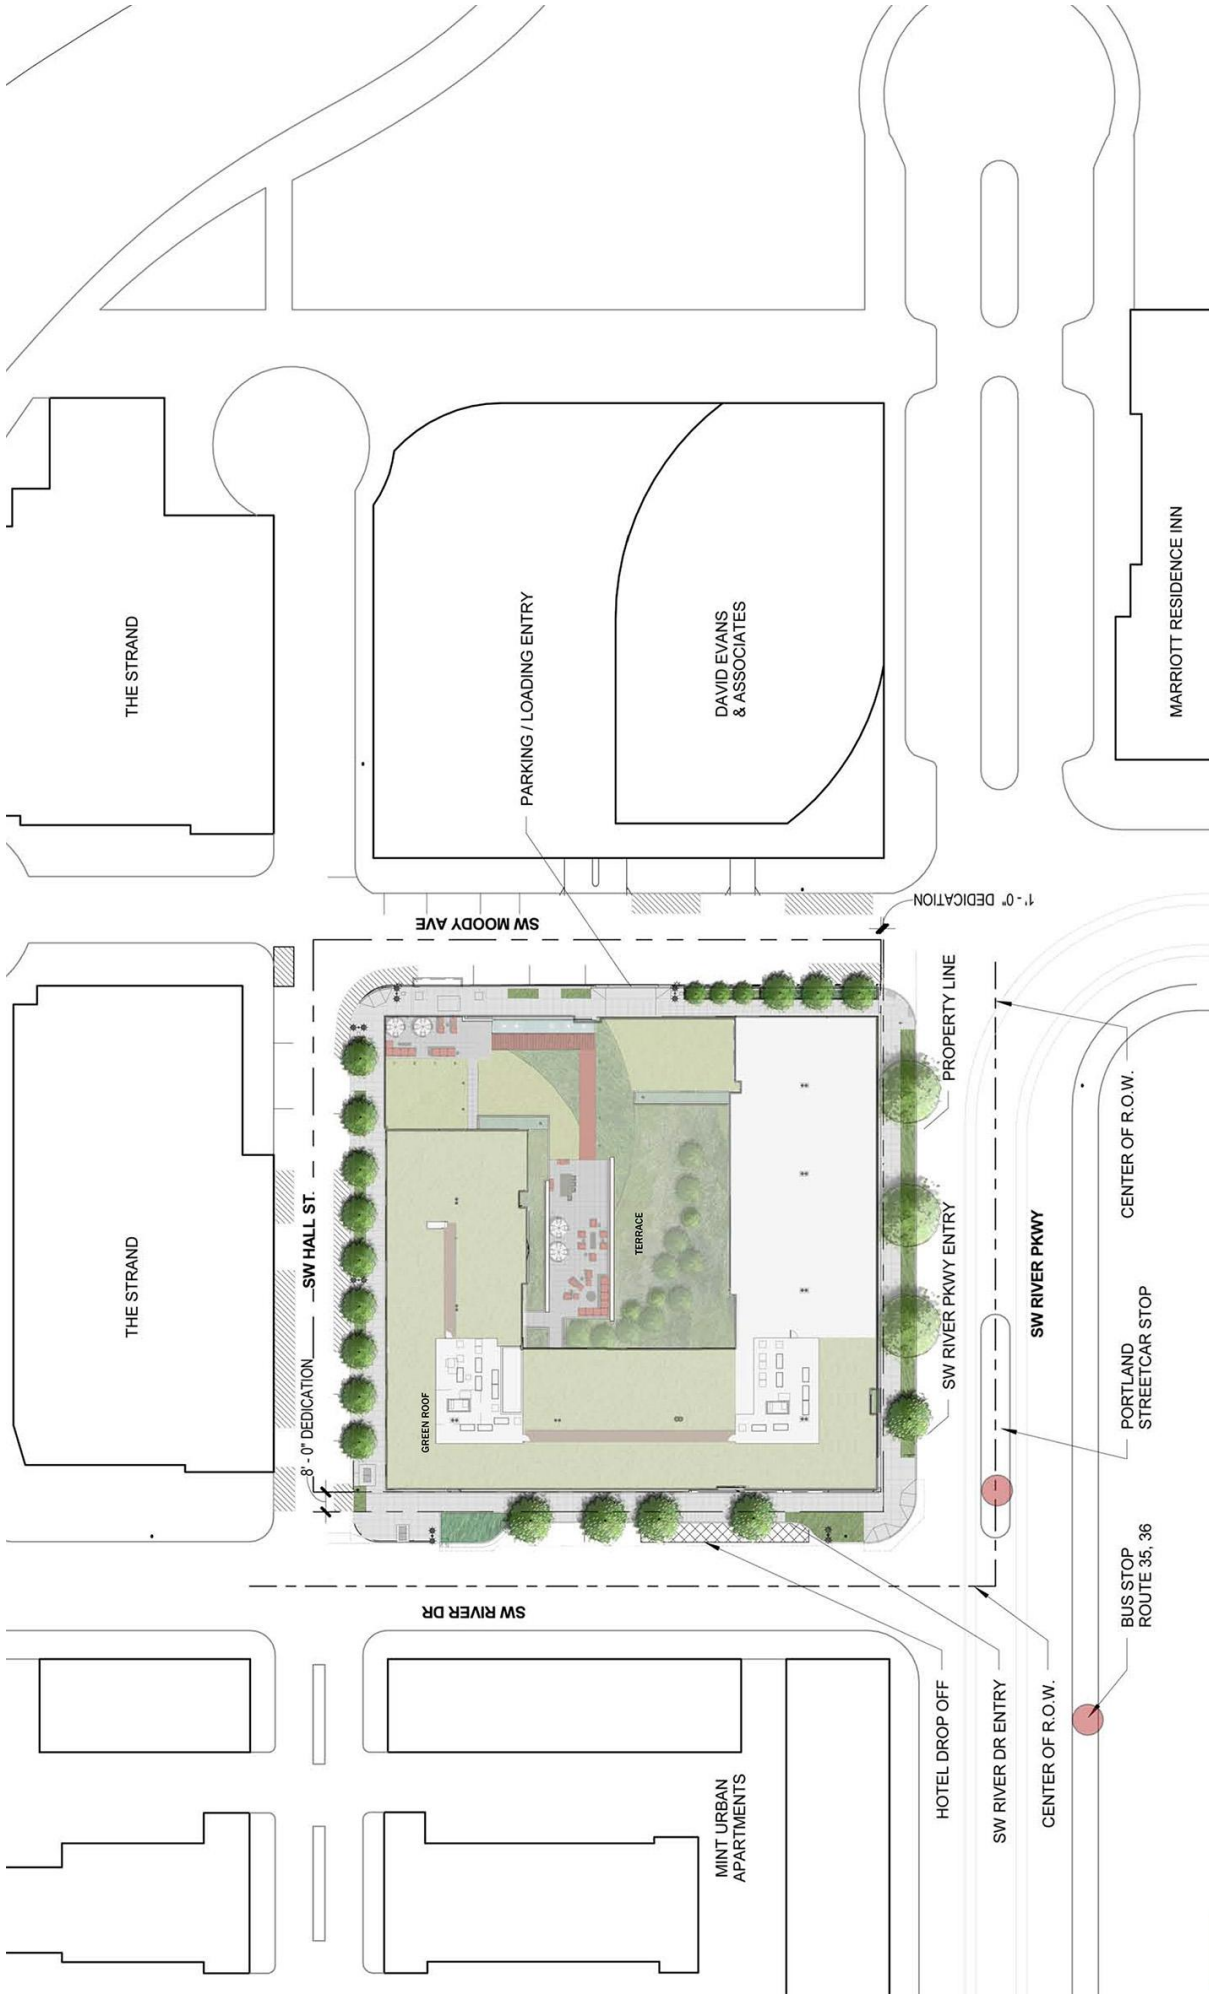 THE STRAND
DAVID EVANS
& ASSOCIATES
MARRIOTT RESIDENCE INN
PARKING / LOADING ENTRY
SW MOODY AVE
1'-0" DEDICATION
THE STRAND
SW HALL ST.
8'-0" DEDICATION
GREEN ROOF
TERRACE
PROPERTY LINE
CENTER OF R.O.W.
SW RIVER PKWY ENTRY
SW RIVER PKWY
PORTLAND
STREETCAR STOP
BUS STOP
ROUTE 35, 36
SW RIVER DR
HOTEL DROP OFF
SW RIVER DR ENTRY
CENTER OF R.O.W.
MINT URBAN
APARTMENTS